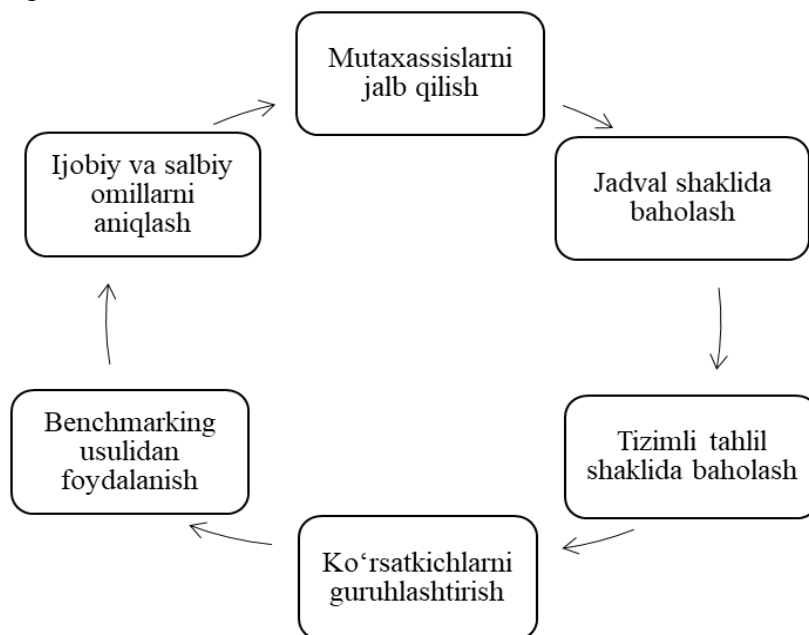 Mutaxassislarni
jalb qilish
Jadval shaklida
baholash
Tizimli tahlil
shaklida baholash
Ko‘rsatkichlarni
guruhlashtirish
Benchmarking
usulidan
foydalanish
Ijobiy va salbiy
omillarni
aniqlash